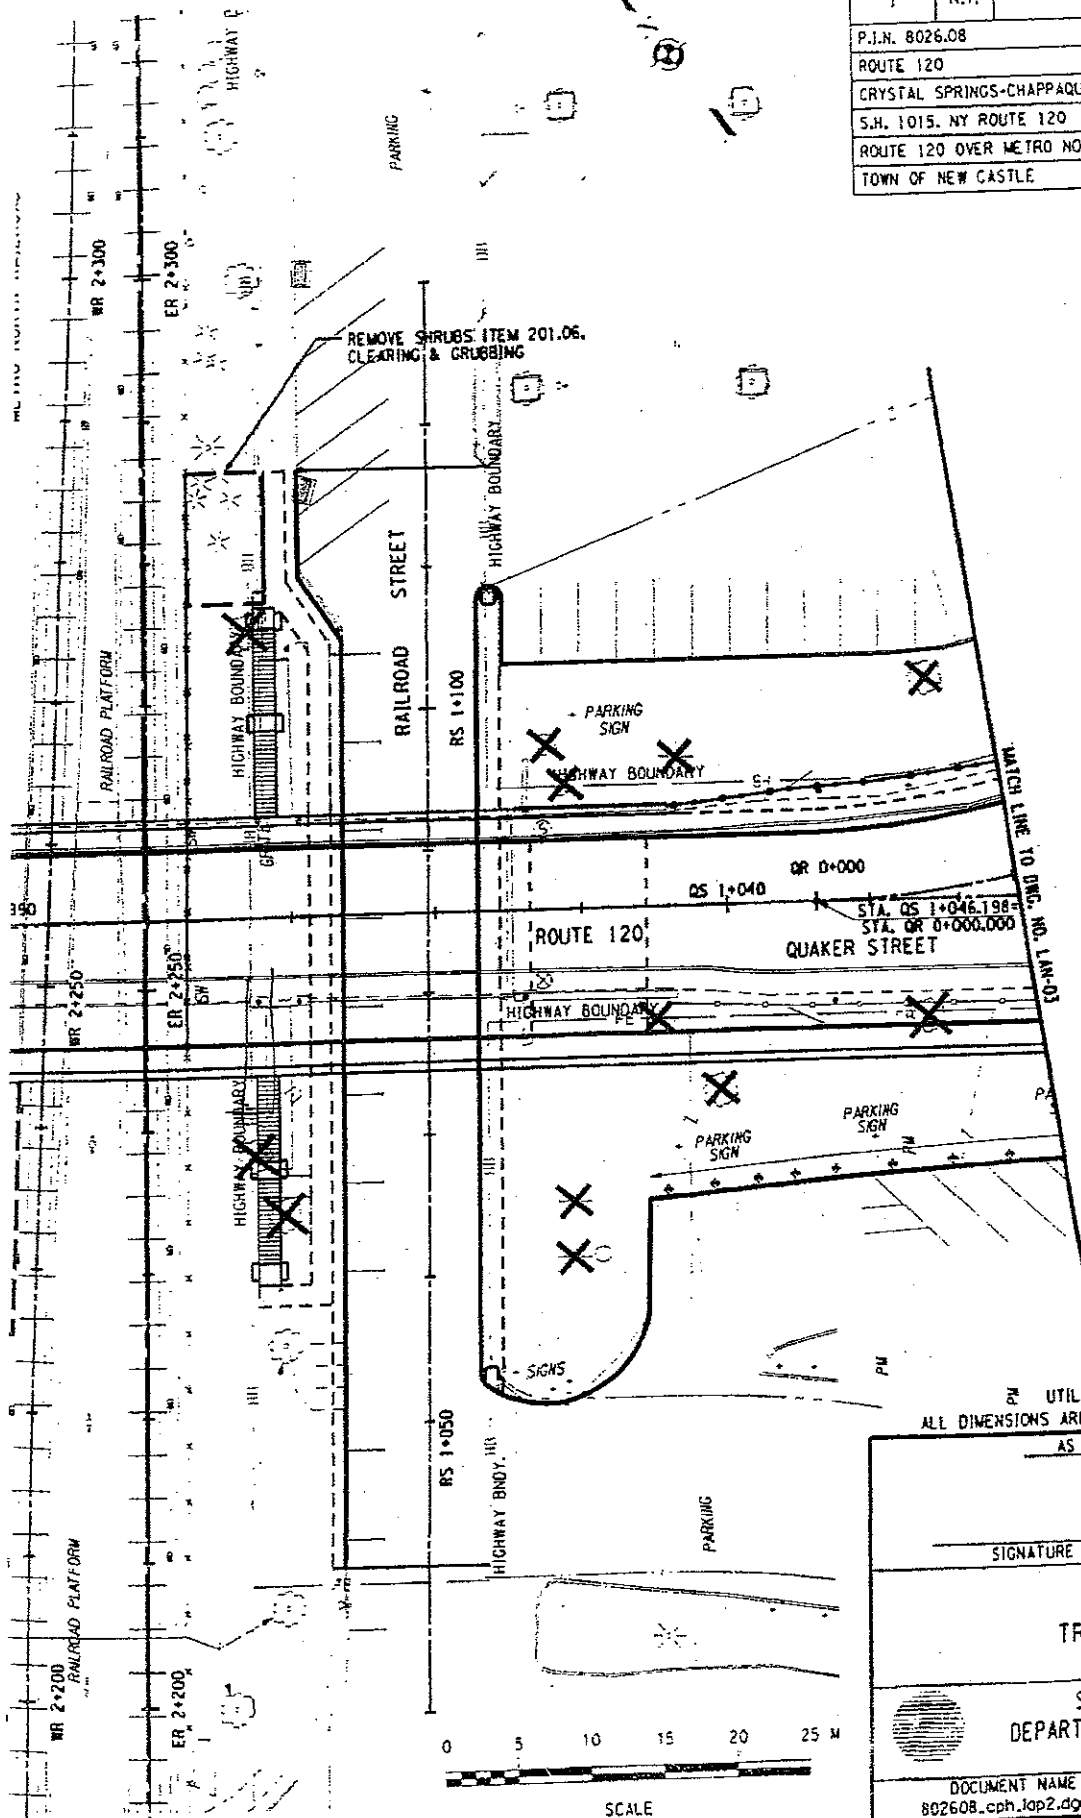 N.Y.
P.I.N. 8026.08
ROUTE 120
CRYSTAL SPRINGS-CHAPPAQU
S.H. 1015. NY ROUTE 120
ROUTE 120 OVER METRO NO
TOWN OF NEW CASTLE
HIGHWAY
PARKING
WR 2+300
ER 2+300
REMOVE SHRUBS ITEM 201.06.
CLEARING & GRUBBING
HIGHWAY BOUNDARY
RAILROAD STREET
RS 1+100
RAILROAD PLATFORM
HIGHWAY BOUNDARY
PARKING
SIGN
HIGHWAY BOUNDARY
MATCH LINE TO DWG. NO. LAN-03
QR 0+000
QS 1+040
STA. QS 1+046.198=
STA. QR 0+000.000
390
ROUTE 120
QUAKER STREET
WR 2+250
ER 2+250
SW
HIGHWAY BOUNDARY
HIGHWAY BOUNDARY
PARKING
SIGN
PARKING
SIGN
PM
PA
SIGNS
PM
RS 1+050
HIGHWAY BNDY.
PARKING
PM
UTIL
ALL DIMENSIONS ARE
AS
SIGNATURE
RAILROAD PLATFORM
WR 2+200
ER 2+200
TR
S
DEPART
0 5 10 15 20 25 M
SCALE
DOCUMENT NAME
802608_cph_lap2.dg